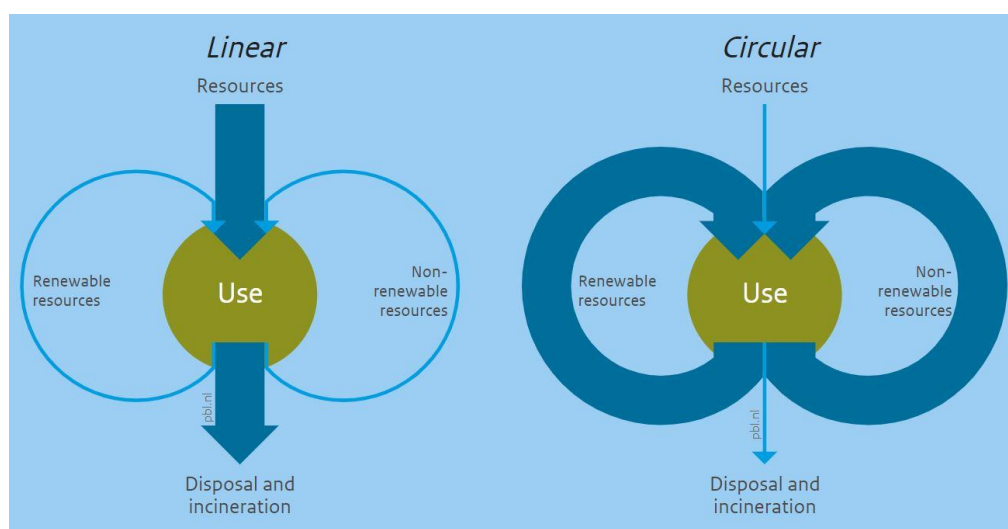 Linear
Resources
Renewable
resources
Use
Non-
renewable
resources
pbl.nl
Disposal and
incineration
Circular
Resources
Renewable
resources
Use
Non-
renewable
resources
pbl.nl
Disposal and
incineration